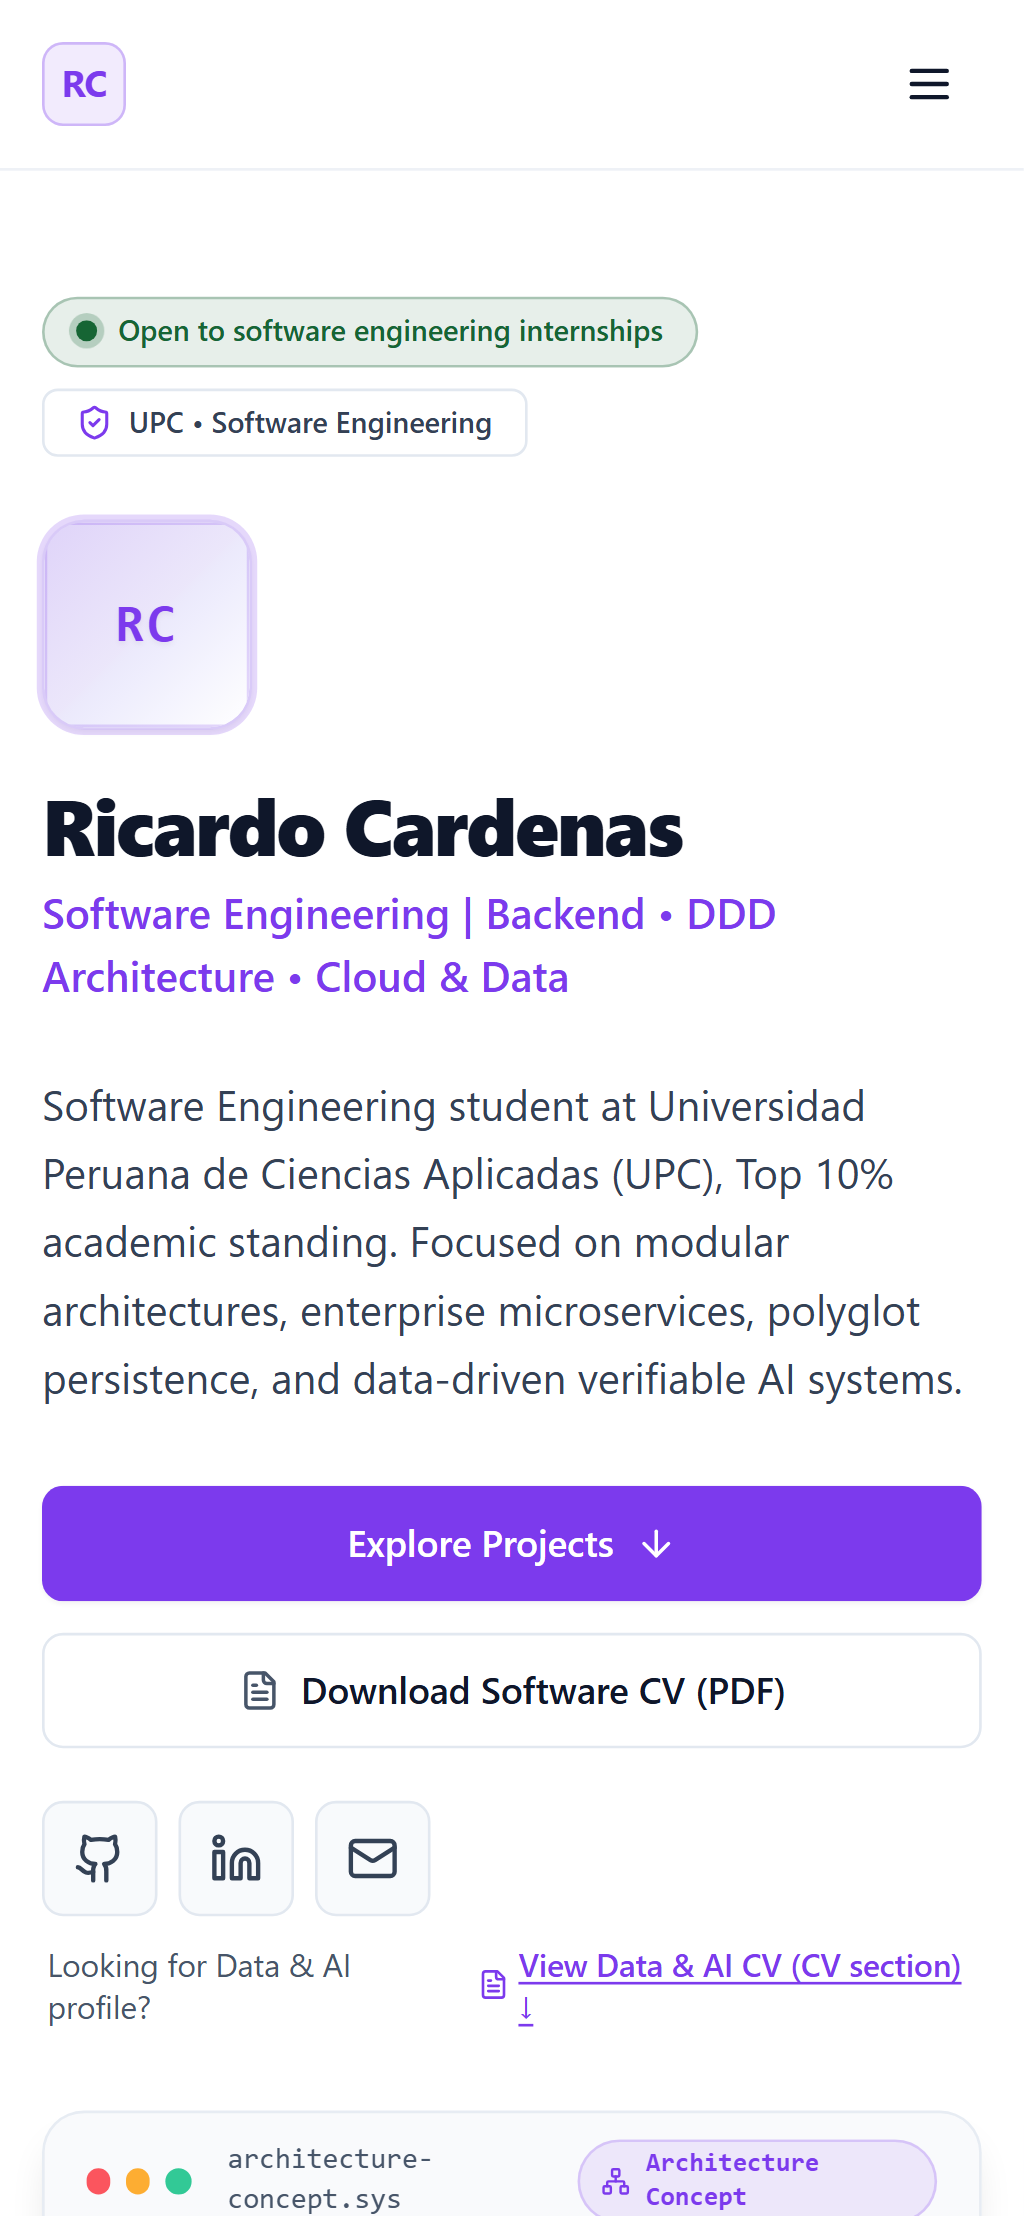 RC
Open to software engineering internships
UPC • Software Engineering
RC
Ricardo Cardenas
Software Engineering | Backend • DDD
Architecture • Cloud & Data
Software Engineering student at Universidad
Peruana de Ciencias Aplicadas (UPC), Top 10%
academic standing. Focused on modular
architectures, enterprise microservices, polyglot
persistence, and data-driven verifiable AI systems.
Explore Projects ↓
Download Software CV (PDF)
Looking for Data & AI
profile?
View Data & AI CV (CV section)
↓
architecture-
concept.sys
Architecture
Concept